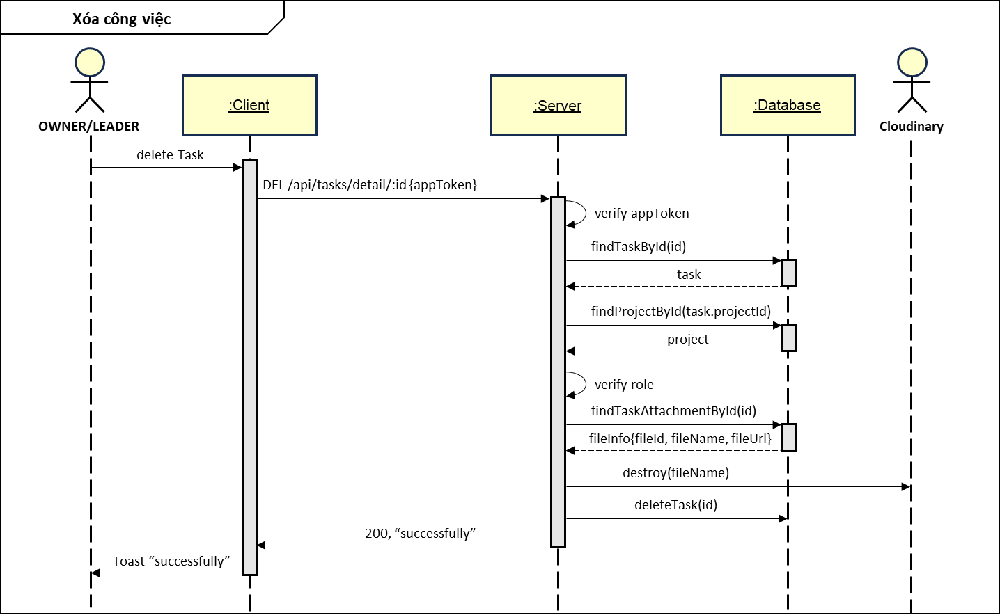 Xóa công việc
OWNER/LEADER
:Client
:Server
:Database
Cloudinary
delete Task
DEL /api/tasks/detail/:id {appToken}
verify appToken
findTaskById(id)
task
findProjectById(task.projectId)
project
verify role
findTaskAttachmentById(id)
fileInfo{fileId, fileName, fileUrl}
destroy(fileName)
deleteTask(id)
200, “successfully”
Toast “successfully”